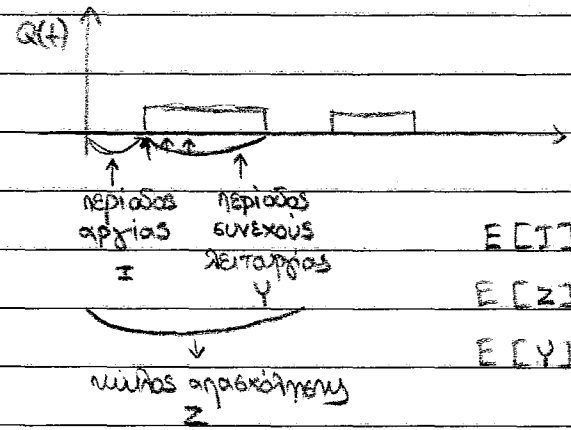 Q(t)
περίοδος περίοδος
αργίας συνεχούς
I λειτουργίας E[I]
Y E[Z]
E[Y]
κύκλος απασχόλησης
Z